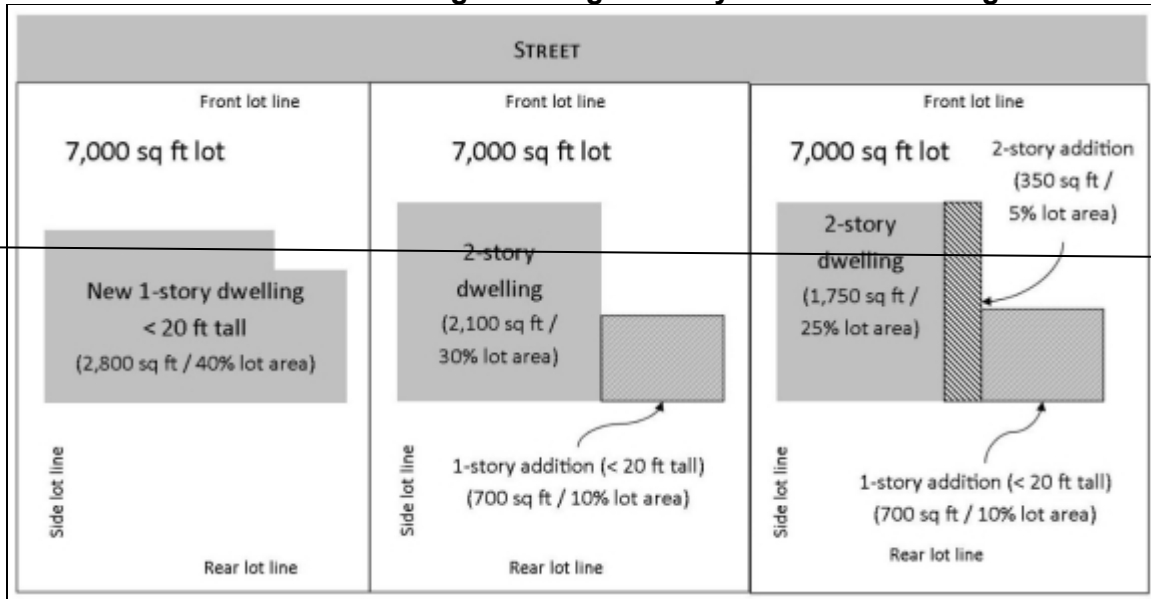 STREET
Front lot line
7,000 sq ft lot
New 1-story dwelling
< 20 ft tall
(2,800 sq ft / 40% lot area)
Side lot line
Rear lot line
Front lot line
7,000 sq ft lot
2-story
dwelling
(2,100 sq ft /
30% lot area)
1-story addition (< 20 ft tall)
(700 sq ft / 10% lot area)
Side lot line
Rear lot line
Front lot line
7,000 sq ft lot
2-story addition
(350 sq ft /
5% lot area)
2-story
dwelling
(1,750 sq ft /
25% lot area)
1-story addition (< 20 ft tall)
(700 sq ft / 10% lot area)
Side lot line
Rear lot line